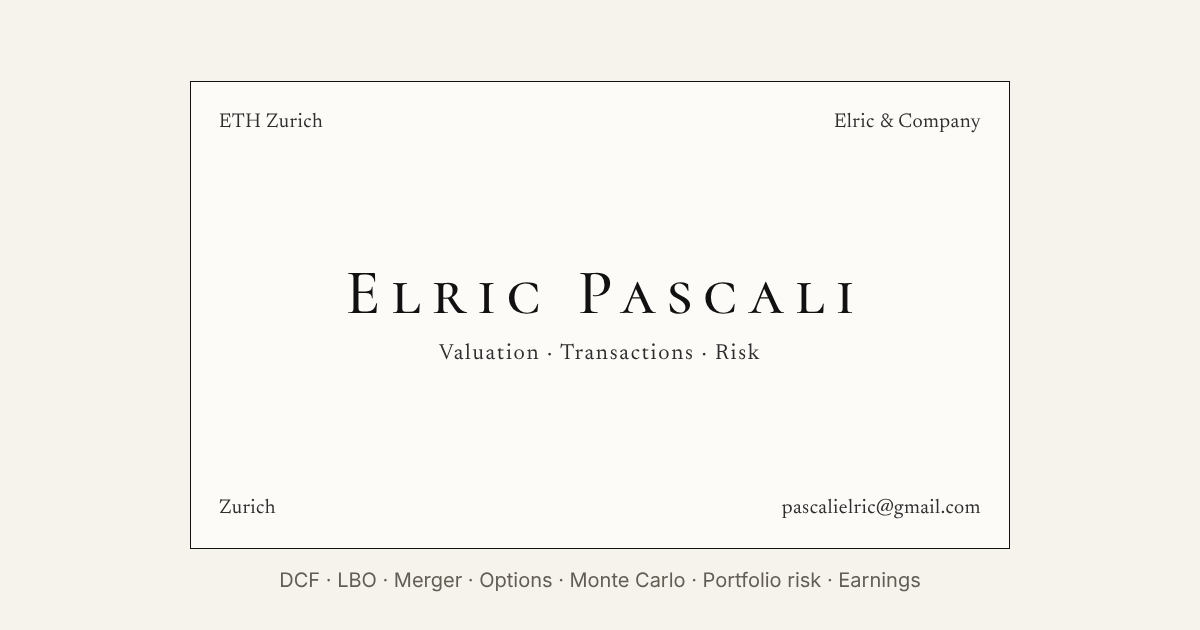 ETH Zurich
Elric & Company
Elric Pascali
Valuation · Transactions · Risk
Zurich
pascalielric@gmail.com
DCF · LBO · Merger · Options · Monte Carlo · Portfolio risk · Earnings